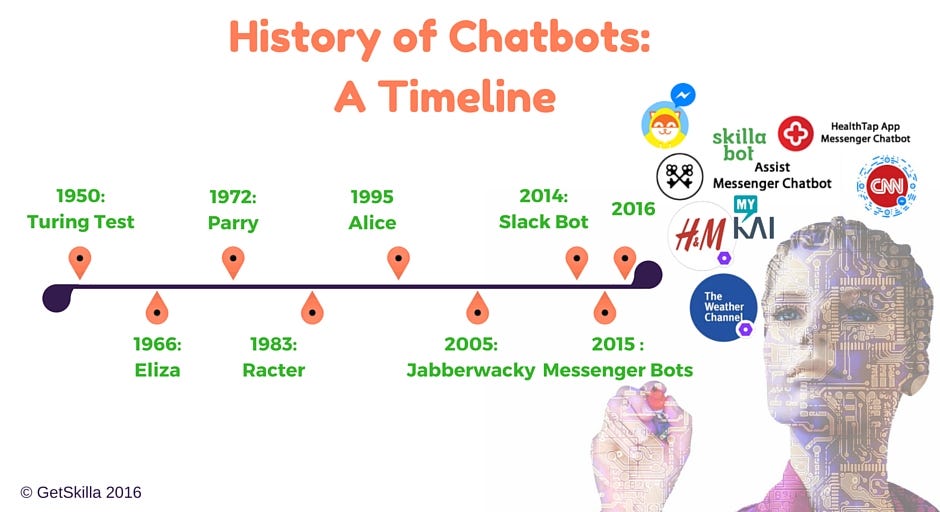 History of Chatbots:
A Timeline
1950:
Turing Test
1972:
Parry
1995
Alice
2014:
Slack Bot
2016
1966:
Eliza
1983:
Racter
2005:
Jabberwacky
2015 :
Messenger Bots
skilla
bot
HealthTap App
Messenger Chatbot
Assist
Messenger Chatbot
CNN
H&M
MY
KAI
The
Weather
Channel
© GetSkilla 2016